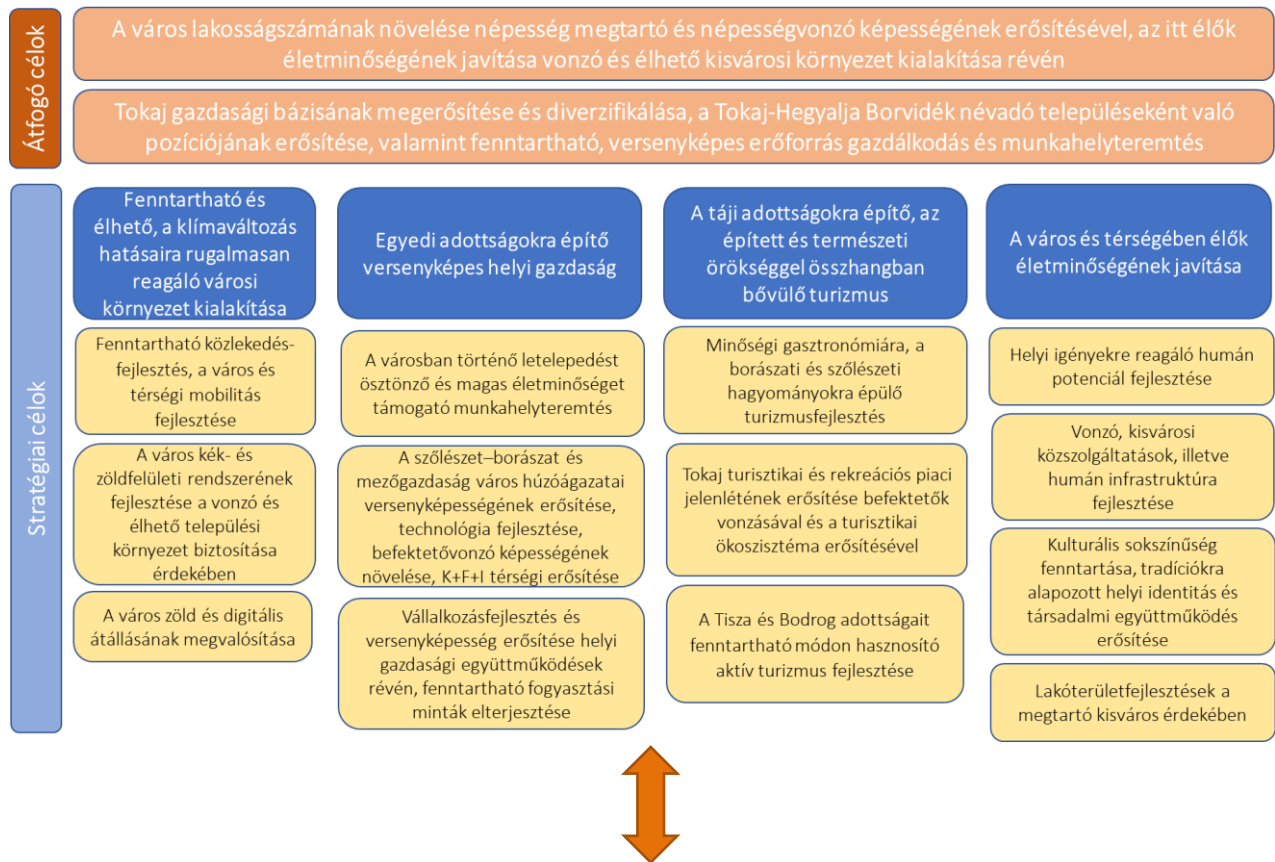 Átfogó célok
A város lakosságszámának növelése népesség megtartó és népességvonzó képességének erősítésével, az itt élők
életminőségének javítása vonzó és élhető kisvárosi környezet kialakítása révén
Tokaj gazdasági bázisának megerősítése és diverzifikálása, a Tokaj-Hegyalja Borvidék névadó településeként való
pozíciójának erősítése, valamint fenntartható, versenyképes erőforrás gazdálkodás és munkahelyteremtés
Stratégiai célok
Fenntartható és
élhető, a klímaváltozás
hatásaira rugalmasan
reagáló városi
környezet kialakítása
Fenntartható közlekedés-
fejlesztés, a város és
térségi mobilitás
fejlesztése
A város kék- és
zöldfelületi rendszerének
fejlesztése a vonzó és
élhető települési
környezet biztosítása
érdekében
A város zöld és digitális
átállásának megvalósítása
Egyedi adottságokra építő
versenyképes helyi gazdaság
A városban történő letelepedést
ösztönző és magas életminőséget
támogató munkahelyteremtés
A szőlészet–borászat és
mezőgazdaság város húzóágazatai
versenyképességének erősítése,
technológia fejlesztése,
befektetővonzó képességének
növelése, K+F+I térségi erősítése
Vállalkozásfejlesztés és
versenyképesség erősítése helyi
gazdasági együttműködések
révén, fenntartható fogyasztási
minták elterjesztése
A táji adottságokra építő, az
épített és természeti
örökséggel összhangban
bővülő turizmus
Minőségi gasztronómiára, a
borászati és szőlészeti
hagyományokra épülő
turizmusfejlesztés
Tokaj turisztikai és rekreációs piaci
jelenlétének erősítése befektetők
vonzásával és a turisztikai
ökoszisztéma erősítésével
A Tisza és Bodrog adottságait
fenntartható módon hasznosító
aktív turizmus fejlesztése
A város és térségében élők
életminőségének javítása
Helyi igényekre reagáló humán
potenciál fejlesztése
Vonzó, kisvárosi
közszolgáltatások, illetve
humán infrastruktúra
fejlesztése
Kulturális sokszínűség
fenntartása, tradíciókra
alapozott helyi identitás és
társadalmi együttműködés
erősítése
Lakóterületfejlesztések a
megtartó kisváros érdekében